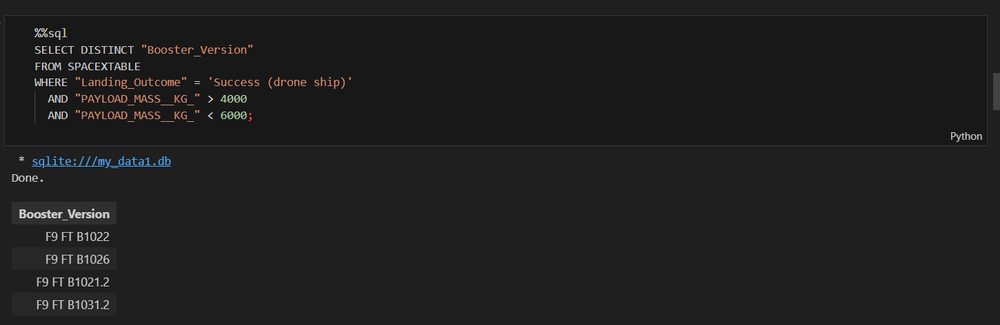 %%sql
SELECT DISTINCT "Booster_Version"
FROM SPACEXTABLE
WHERE "Landing_Outcome" = 'Success (drone ship)'
AND "PAYLOAD_MASS__KG_" > 4000
AND "PAYLOAD_MASS__KG_" < 6000;
Python
* sqlite:///my_data1.db
Done.
Booster_Version
F9 FT B1022
F9 FT B1026
F9 FT B1021.2
F9 FT B1031.2